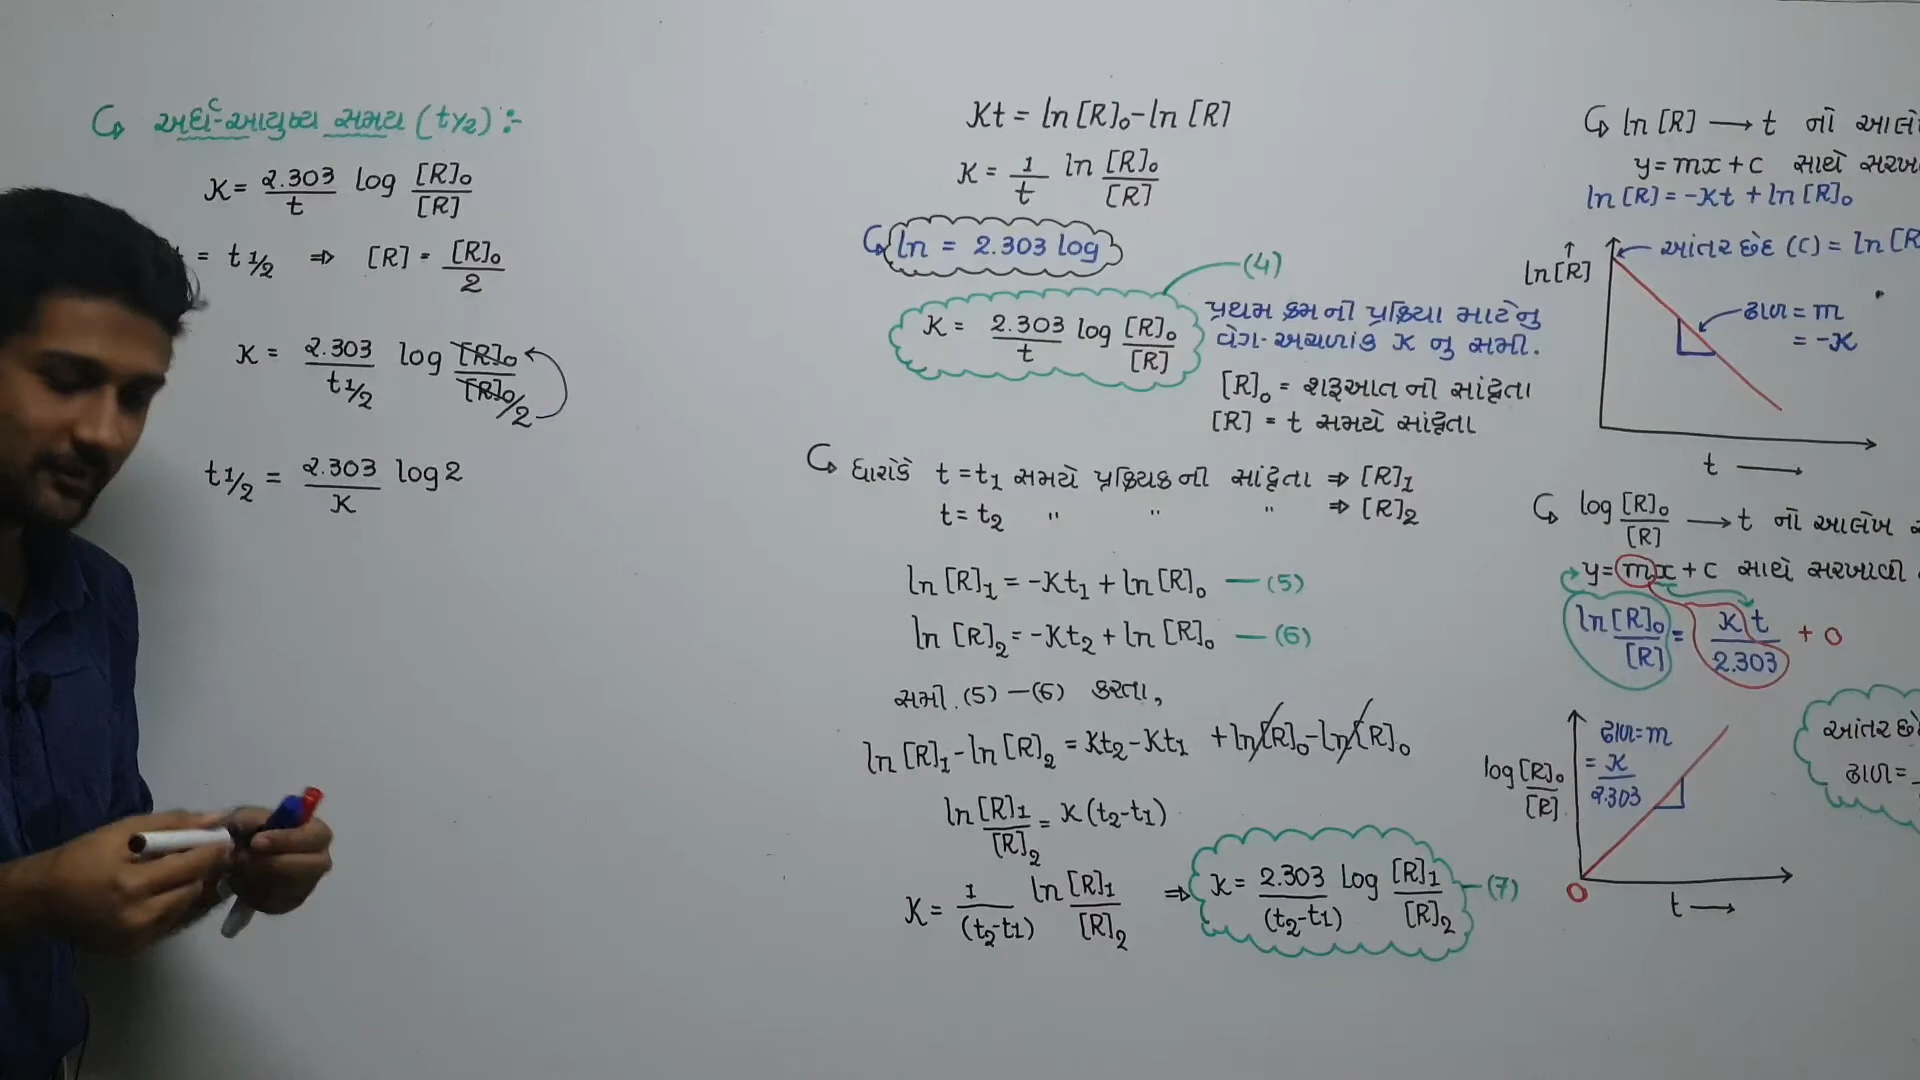 અર્ધ-આયુષ્ય સમય (t1/2) :-
K = 2.303/t log [R]₀/[R]
= t1/2 ⇒ [R] = [R]₀/2
K = 2.303/t1/2 log [R]₀/[R]₀/2
t1/2 = 2.303/K log2
Kt = ln[R]₀-ln[R]
K = 1/t ln [R]₀/[R]
ln = 2.303 log
K = 2.303/t log [R]₀/[R] (4)
પ્રથમ ક્રમની પ્રક્રિયા માટેનુ
વેગ-અચળાંક K નુ સમી.
[R]₀ = શરૂઆતની સાંદ્રતા
[R] = t સમયે સાંદ્રતા
ધારોકે t = t₁ સમયે પ્રક્રિયકની સાંદ્રતા ⇒ [R]₁
t = t₂ " " " ⇒ [R]₂
ln [R]₁ = -Kt₁ + ln[R]₀ —(5)
ln [R]₂ = -Kt₂ + ln[R]₀ —(6)
સમી. (5) – (6) કરતા,
ln [R]₁ - ln [R]₂ = Kt₂ - Kt₁ + ln[R]₀ - ln[R]₀
ln [R]₁/[R]₂ = K(t₂-t₁)
K = 1/(t₂-t₁) ln [R]₁/[R]₂ ⇒ K = 2.303/(t₂-t₁) log [R]₁/[R]₂ —(7)
ln [R] → t નો
y = mx + c સાથે
ln [R] = -Kt + ln [R]₀
આંતર છેદ (C) = ln [R
ln [R]
ઢાળ = m
= -K
t →
log [R]₀/[R] → t નો આલેખ
y = mx + c સાથે સરખાવી
ln [R]₀/[R] = Kt/2.303 + 0
ઢાળ = m
= K/2.303
log [R]₀/[R]
0
t →
આંતર
ઢાળ =